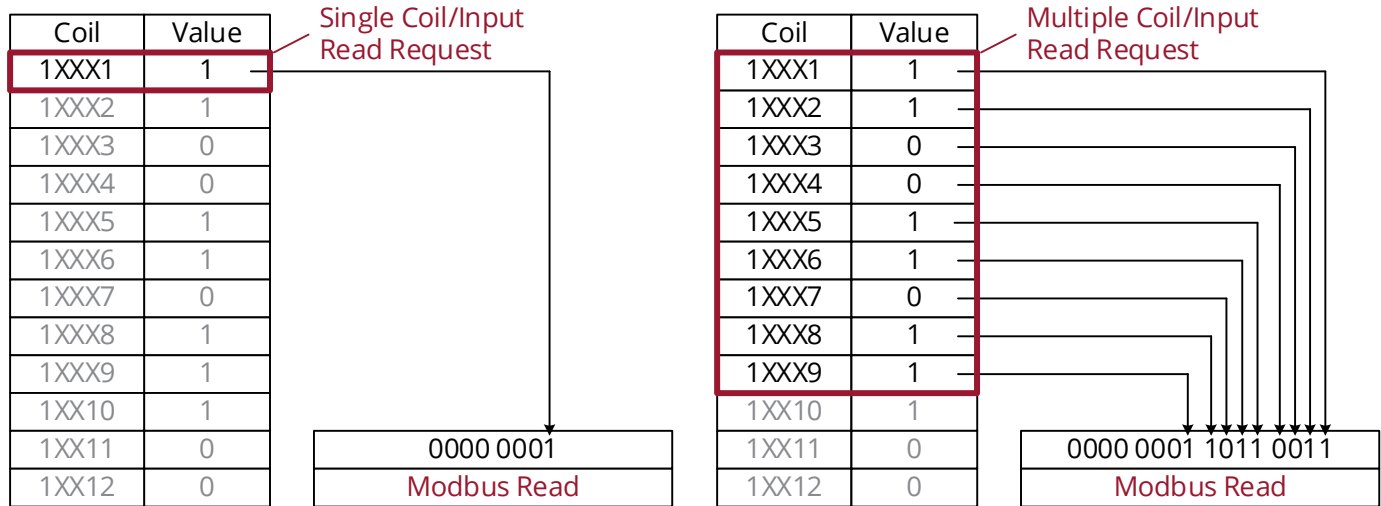 Single Coil/Input
Read Request
Coil Value
1XXX1 1
1XXX2 1
1XXX3 0
1XXX4 0
1XXX5 1
1XXX6 1
1XXX7 0
1XXX8 1
1XXX9 1
1XX10 1
1XX11 0
1XX12 0
0000 0001
Modbus Read
Multiple Coil/Input
Read Request
Coil Value
1XXX1 1
1XXX2 1
1XXX3 0
1XXX4 0
1XXX5 1
1XXX6 1
1XXX7 0
1XXX8 1
1XXX9 1
1XX10 1
1XX11 0
1XX12 0
0000 0001 1011 0011
Modbus Read